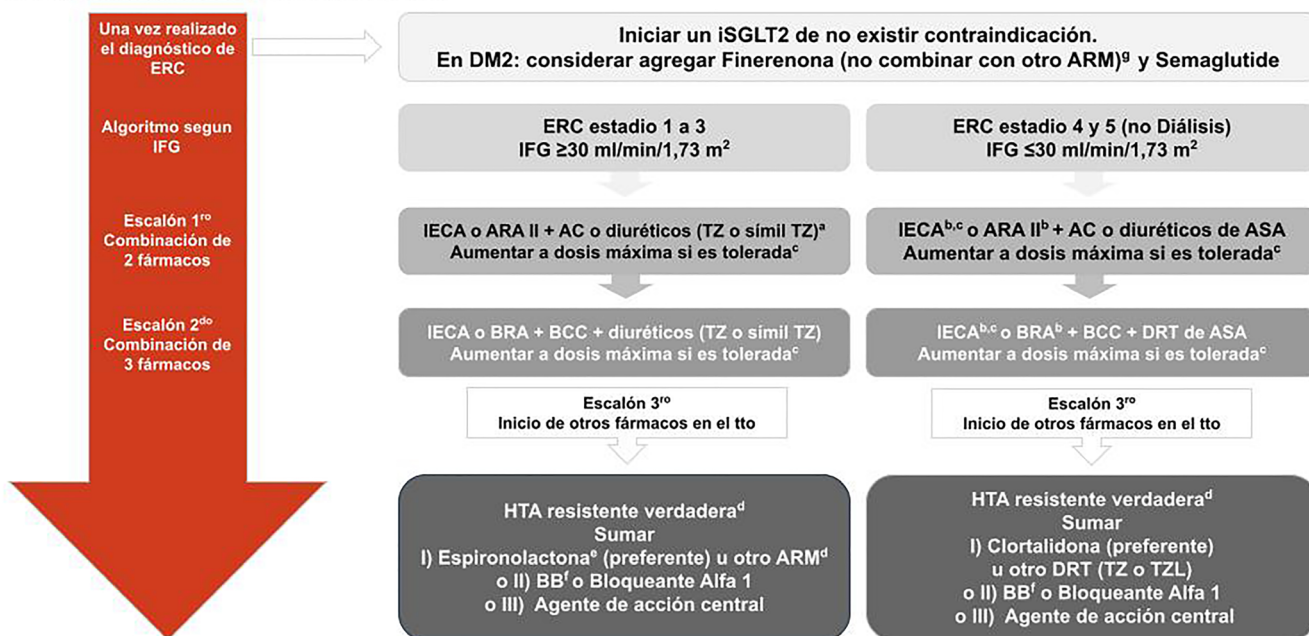 Una vez realizado
el diagnóstico de
ERC
Iniciar un iSGLT2 de no existir contraindicación.
En DM2: considerar agregar Finerenona (no combinar con otro ARM)ᵍ y Semaglutide
Algoritmo segun
IFG
ERC estadio 1 a 3
IFG ≥30 ml/min/1,73 m²
ERC estadio 4 y 5 (no Diálisis)
IFG ≤30 ml/min/1,73 m²
Escalón 1ʳᵒ
Combinación de
2 fármacos
IECA o ARA II + AC o diuréticos (TZ o símil TZ)ᵃ
Aumentar a dosis máxima si es toleradaᶜ
IECAᵇ,ᶜ o ARA IIᵇ + AC o diuréticos de ASA
Aumentar a dosis máxima si es toleradaᶜ
Escalón 2ᵈᵒ
Combinación de
3 fármacos
IECA o BRA + BCC + diuréticos (TZ o símil TZ)
Aumentar a dosis máxima si es toleradaᶜ
IECAᵇ,ᶜ o BRAᵇ + BCC + DRT de ASA
Aumentar a dosis máxima si es toleradaᶜ
Escalón 3ʳᵒ
Inicio de otros fármacos en el tto
Escalón 3ʳᵒ
Inicio de otros fármacos en el tto
HTA resistente verdaderaᵈ
Sumar
I) Espironolactonaᵉ (preferente) u otro ARMᵈ
o II) BBᶠ o Bloqueante Alfa 1
o III) Agente de acción central
HTA resistente verdaderaᵈ
Sumar
I) Clortalidona (preferente)
u otro DRT (TZ o TZL)
o II) BBᶠ o Bloqueante Alfa 1
o III) Agente de acción central